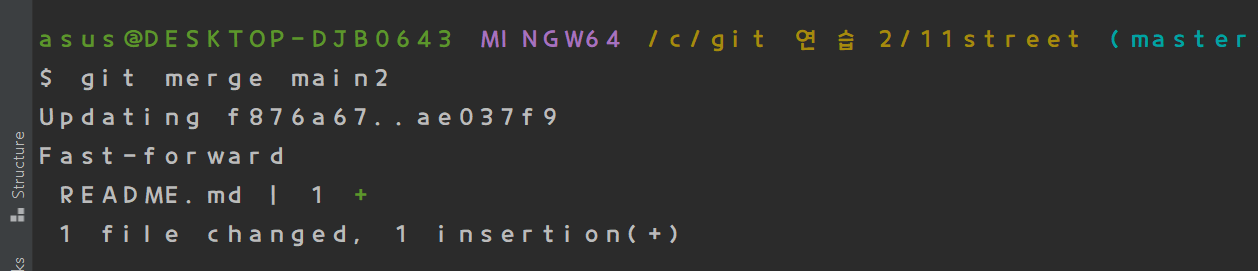 asus@DESKTOP-DJB0643 MINGW64 /c/git 연습2/11street (master
$ git merge main2
Updating f876a67..ae037f9
Fast-forward
 README.md | 1 +
 1 file changed, 1 insertion(+)
Structure
ks